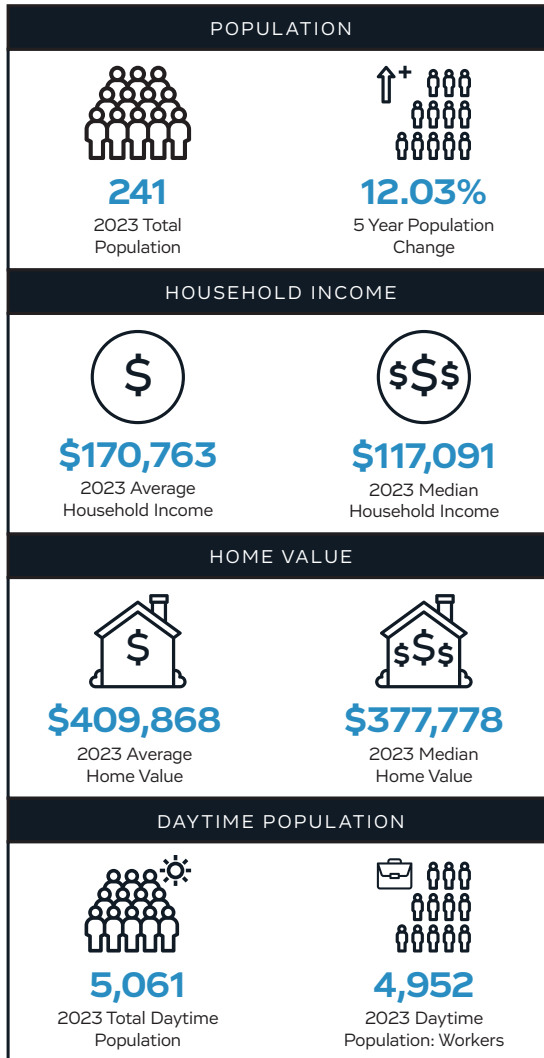 POPULATION
241
2023 Total
Population
12.03%
5 Year Population
Change
HOUSEHOLD INCOME
$
$170,763
2023 Average
Household Income
$$$
$117,091
2023 Median
Household Income
HOME VALUE
$
$409,868
2023 Average
Home Value
$$$
$377,778
2023 Median
Home Value
DAYTIME POPULATION
5,061
2023 Total Daytime
Population
4,952
2023 Daytime
Population: Workers